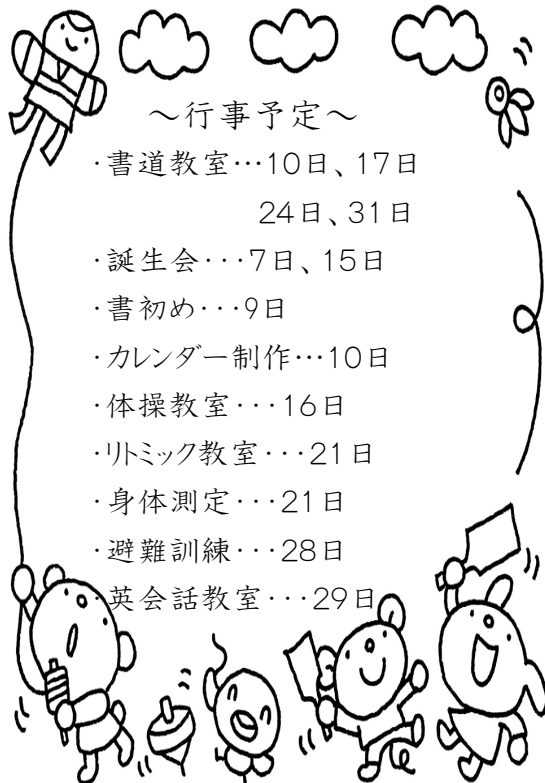 ～行事予定～
・書道教室…10日、17日
24日、31日
・誕生会･･･7日、15日
・書初め･･･9日
・カレンダー制作…10日
・体操教室･･･16日
・リトミック教室･･･21日
・身体測定･･･21日
・避難訓練･･･28日
・英会話教室･･･29日